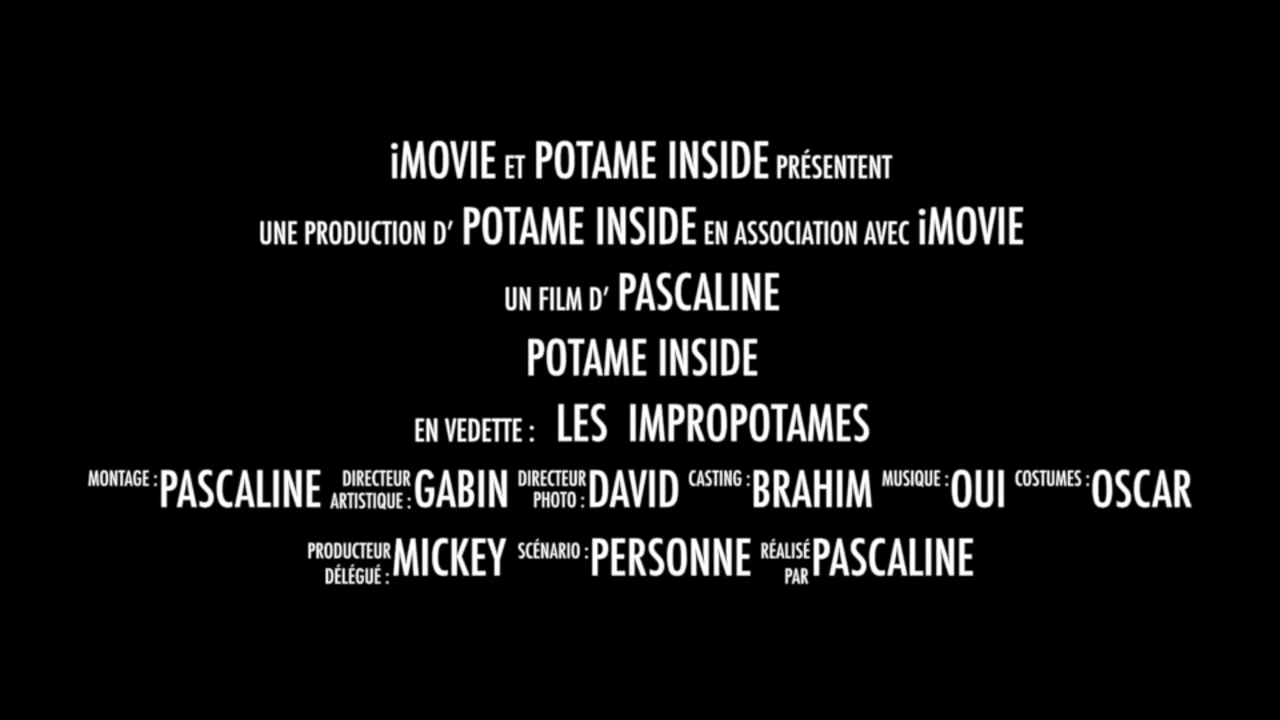 iMOVIE ET POTAME INSIDE PRÉSENTENT
UNE PRODUCTION D’ POTAME INSIDE EN ASSOCIATION AVEC iMOVIE
UN FILM D’ PASCALINE
POTAME INSIDE
EN VEDETTE : LES IMPROPOTAMES
MONTAGE : PASCALINE DIRECTEUR ARTISTIQUE : GABIN DIRECTEUR PHOTO : DAVID CASTING : BRAHIM MUSIQUE : OUI COSTUMES : OSCAR
PRODUCTEUR DÉLÉGUÉ : MICKEY SCÉNARIO : PERSONNE RÉALISÉ PAR PASCALINE